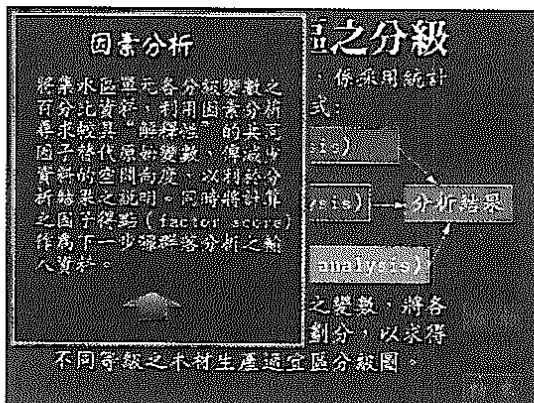 因素分析
將集水區單元各分級變數之
百分比資料，利用因素分析
尋求較具"解釋性"的共同
因子替代原始變數，俾減少
資料的空間向度，以利於分
析結果之說明。同時將計算
之因子得點(factor score)
作為下一步驟群落分析之輸
入資料。
區之分級
，係採用統計
式：
sis)
ysis)
分析結果
analysis)
之變數，將各
劃分，以求得
不同等級之木材生產適宜區分級圖。